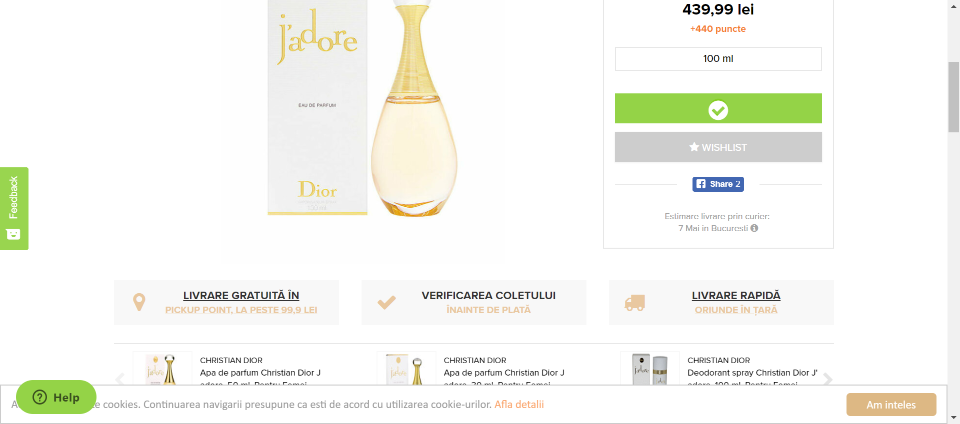 j'adore
EAU DE PARFUM
Dior
439,99 lei
+440 puncte
100 ml
WISHLIST
Share 2
Estimare livrare prin curier:
7 Mai in Bucuresti
Feedback
LIVRARE GRATUITĂ ÎN
PICKUP POINT, LA PESTE 99,9 LEI
VERIFICAREA COLETULUI
ÎNAINTE DE PLATĂ
LIVRARE RAPIDĂ
ORIUNDE ÎN ȚARĂ
CHRISTIAN DIOR
Apa de parfum Christian Dior J
adore, 50 ml, Pentru Femei
CHRISTIAN DIOR
Apa de parfum Christian Dior J
adore, 30 ml, Pentru Femei
CHRISTIAN DIOR
Deodorant spray Christian Dior J'
adore, 100 ml, Pentru Femei
Help
te cookies. Continuarea navigarii presupune ca esti de acord cu utilizarea cookie-urilor. Afla detalii
Am inteles